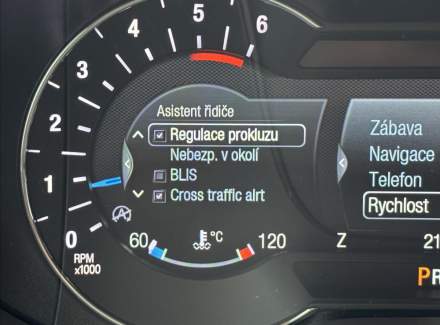 5
6
4
3
2
1
0
RPM
x1000
Asistent řidiče
Regulace prokluzu
Nebezp. v okolí
BLIS
Cross traffic alrt
60
°C
120
Zábava
Navigace
Telefon
Rychlost
Z